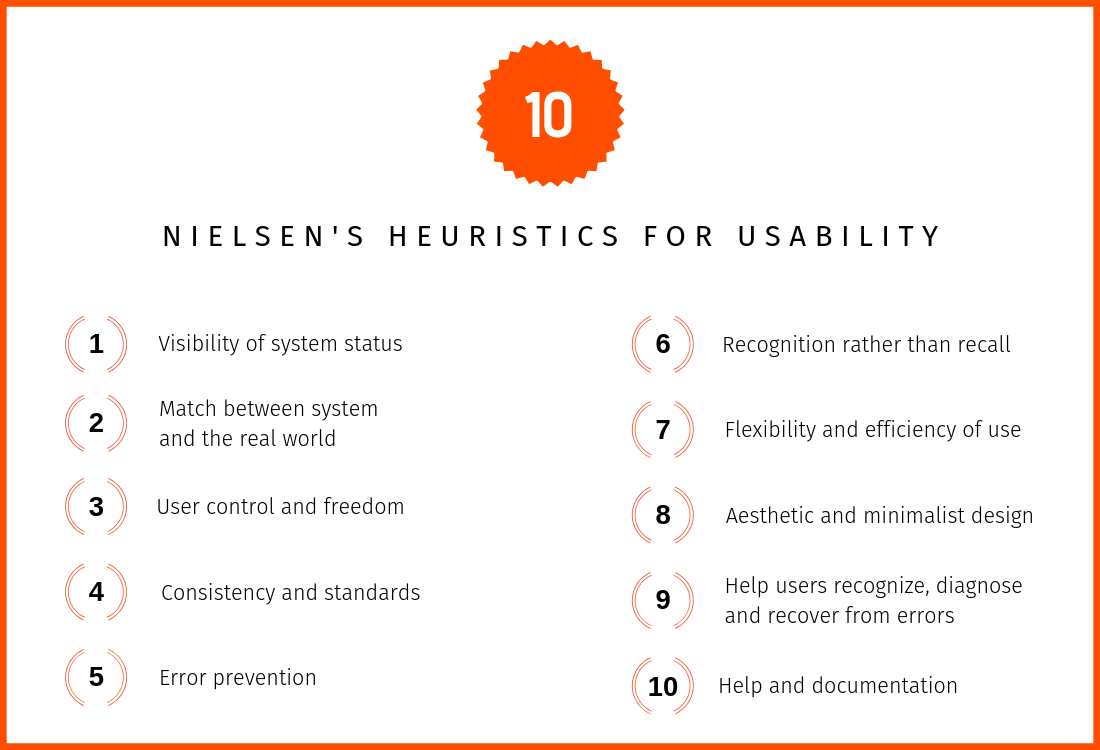 10
NIELSEN'S HEURISTICS FOR USABILITY
1 Visibility of system status
2 Match between system
and the real world
3 User control and freedom
4 Consistency and standards
5 Error prevention
6 Recognition rather than recall
7 Flexibility and efficiency of use
8 Aesthetic and minimalist design
9 Help users recognize, diagnose
and recover from errors
10 Help and documentation